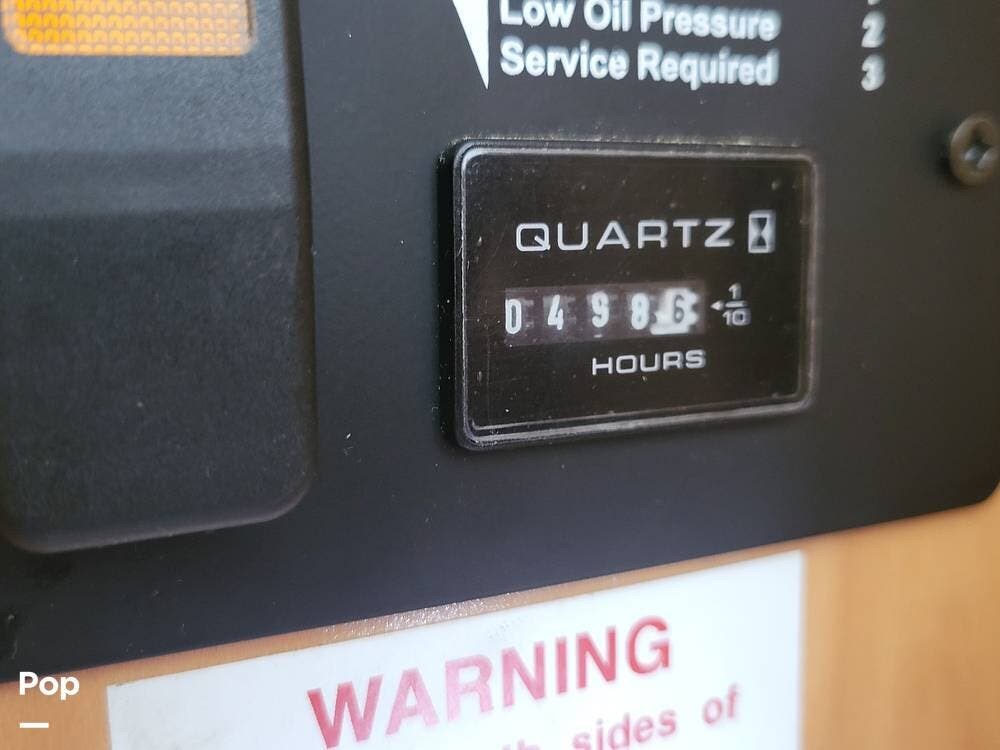 Low Oil Pressure 2
Service Required 3
QUARTZ
0 4 9 8 6 1/10
HOURS
WARNING
sides of
Pop